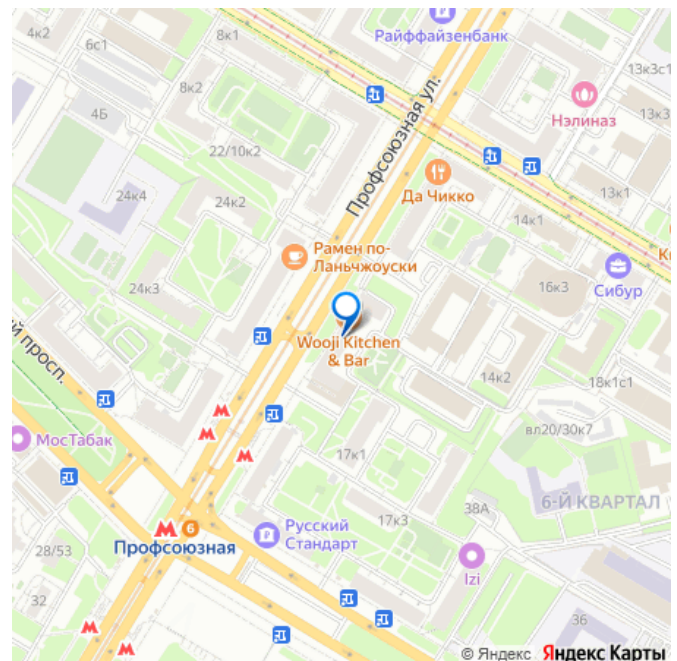 4к2
6с1
8к1
Райффайзенбанк
13к3с1
8к2
4Б
Нэлиназ
13к3
Профсоюзная ул.
22/10к2
Да Чикко
24к4
24к2
13к1
14к1
Рамен по-
Ланьчжоуски
Сибур
24к3
16к3
Wooji Kitchen
& Bar
й просп.
14к2
18к1с1
МосТабак
вл20/30к7
17к1
6-Й КВАРТАЛ
38А
17к3
6
Профсоюзная
Русский
Стандарт
28/53
Izi
32
36
© Яндекс Яндекс Карты